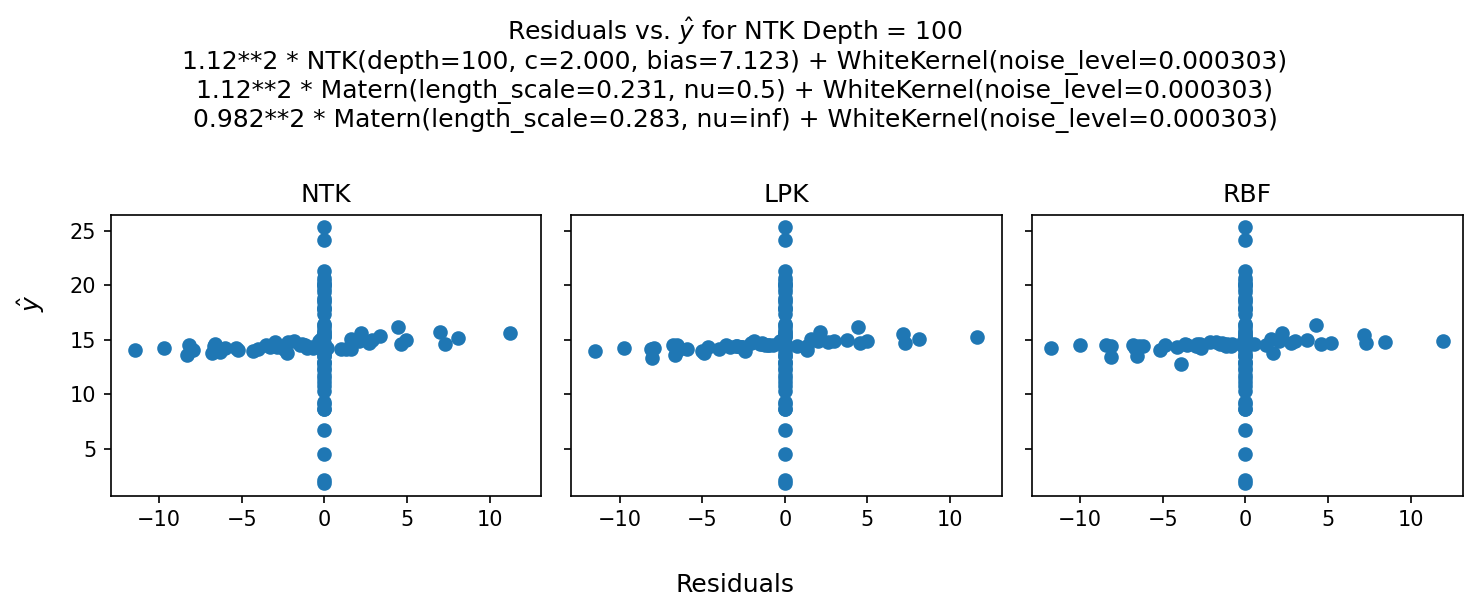 Residuals vs. ŷ for NTK Depth = 100
1.12**2 * NTK(depth=100, c=2.000, bias=7.123) + WhiteKernel(noise_level=0.000303)
1.12**2 * Matern(length_scale=0.231, nu=0.5) + WhiteKernel(noise_level=0.000303)
0.982**2 * Matern(length_scale=0.283, nu=inf) + WhiteKernel(noise_level=0.000303)
NTK LPK RBF
25
20
15
10
5
ŷ
−10 −5 0 5 10 −10 −5 0 5 10 −10 −5 0 5 10
Residuals